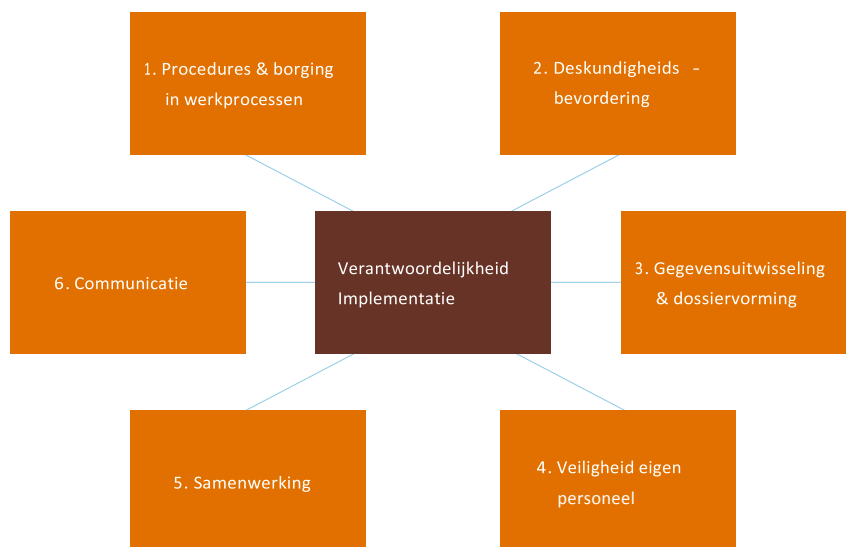 1. Procedures & borging
in werkprocessen
2. Deskundigheids -
bevordering
Verantwoordelijkheid
Implementatie
3. Gegevensuitwisseling
& dossiervorming
4. Veiligheid eigen
personeel
5. Samenwerking
6. Communicatie